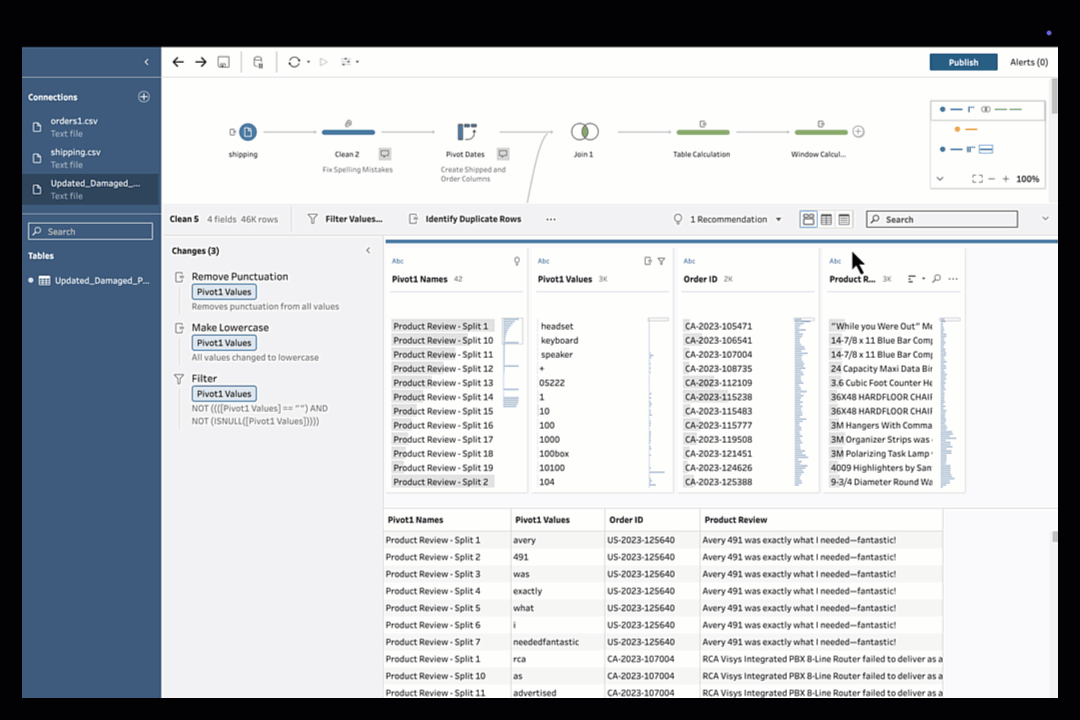 Publish
Alerts (0)
Connections
orders1.csv
Text file
shipping.csv
Text file
Updated_Damaged_...
Text file
Search
Tables
Updated_Damaged_P...
shipping
Clean 2
Fix Spelling Mistakes
Pivot Dates
Create Shipped and
Order Columns
Join 1
Table Calculation
Window Calcul...
100%
Clean 5 4 fields 46K rows
Filter Values...
Identify Duplicate Rows
...
1 Recommendation
Search
Changes (3)
Remove Punctuation
Pivot1 Values
Removes punctuation from all values
Make Lowercase
Pivot1 Values
All values changed to lowercase
Filter
Pivot1 Values
NOT ((([Pivot1 Values] == "") AND
NOT (ISNULL([Pivot1 Values]))))
Abc
Pivot1 Names 42
Product Review - Split 1
Product Review - Split 10
Product Review - Split 11
Product Review - Split 12
Product Review - Split 13
Product Review - Split 14
Product Review - Split 15
Product Review - Split 16
Product Review - Split 17
Product Review - Split 18
Product Review - Split 19
Product Review - Split 2
Abc
Pivot1 Values 3K
headset
keyboard
speaker
+
05222
1
10
100
1000
100box
10100
104
Abc
Order ID 2K
CA-2023-105471
CA-2023-106541
CA-2023-107004
CA-2023-108735
CA-2023-112109
CA-2023-115238
CA-2023-115483
CA-2023-115777
CA-2023-119508
CA-2023-121451
CA-2023-124626
CA-2023-125388
Abc
Product R... 3K
"While you Were Out" Me
14-7/8 x 11 Blue Bar Comp
14-7/8 x 11 Blue Bar Comp
24 Capacity Maxi Data Bin
3.6 Cubic Foot Counter He
36X48 HARDFLOOR CHAIR
36X48 HARDFLOOR CHAIR
3M Hangers With Comma
3M Organizer Strips was
3M Polarizing Task Lamp
4009 Highlighters by San
9-3/4 Diameter Round Wa
Pivot1 Names Pivot1 Values Order ID Product Review
Product Review - Split 1 avery US-2023-125640 Avery 491 was exactly what I needed—fantastic!
Product Review - Split 2 491 US-2023-125640 Avery 491 was exactly what I needed—fantastic!
Product Review - Split 3 was US-2023-125640 Avery 491 was exactly what I needed—fantastic!
Product Review - Split 4 exactly US-2023-125640 Avery 491 was exactly what I needed—fantastic!
Product Review - Split 5 what US-2023-125640 Avery 491 was exactly what I needed—fantastic!
Product Review - Split 6 i US-2023-125640 Avery 491 was exactly what I needed—fantastic!
Product Review - Split 7 neededfantastic US-2023-125640 Avery 491 was exactly what I needed—fantastic!
Product Review - Split 1 rca CA-2023-107004 RCA Visys Integrated PBX 8-Line Router failed to deliver as a
Product Review - Split 10 as CA-2023-107004 RCA Visys Integrated PBX 8-Line Router failed to deliver as a
Product Review - Split 11 advertised CA-2023-107004 RCA Visys Integrated PBX 8-Line Router failed to deliver as a